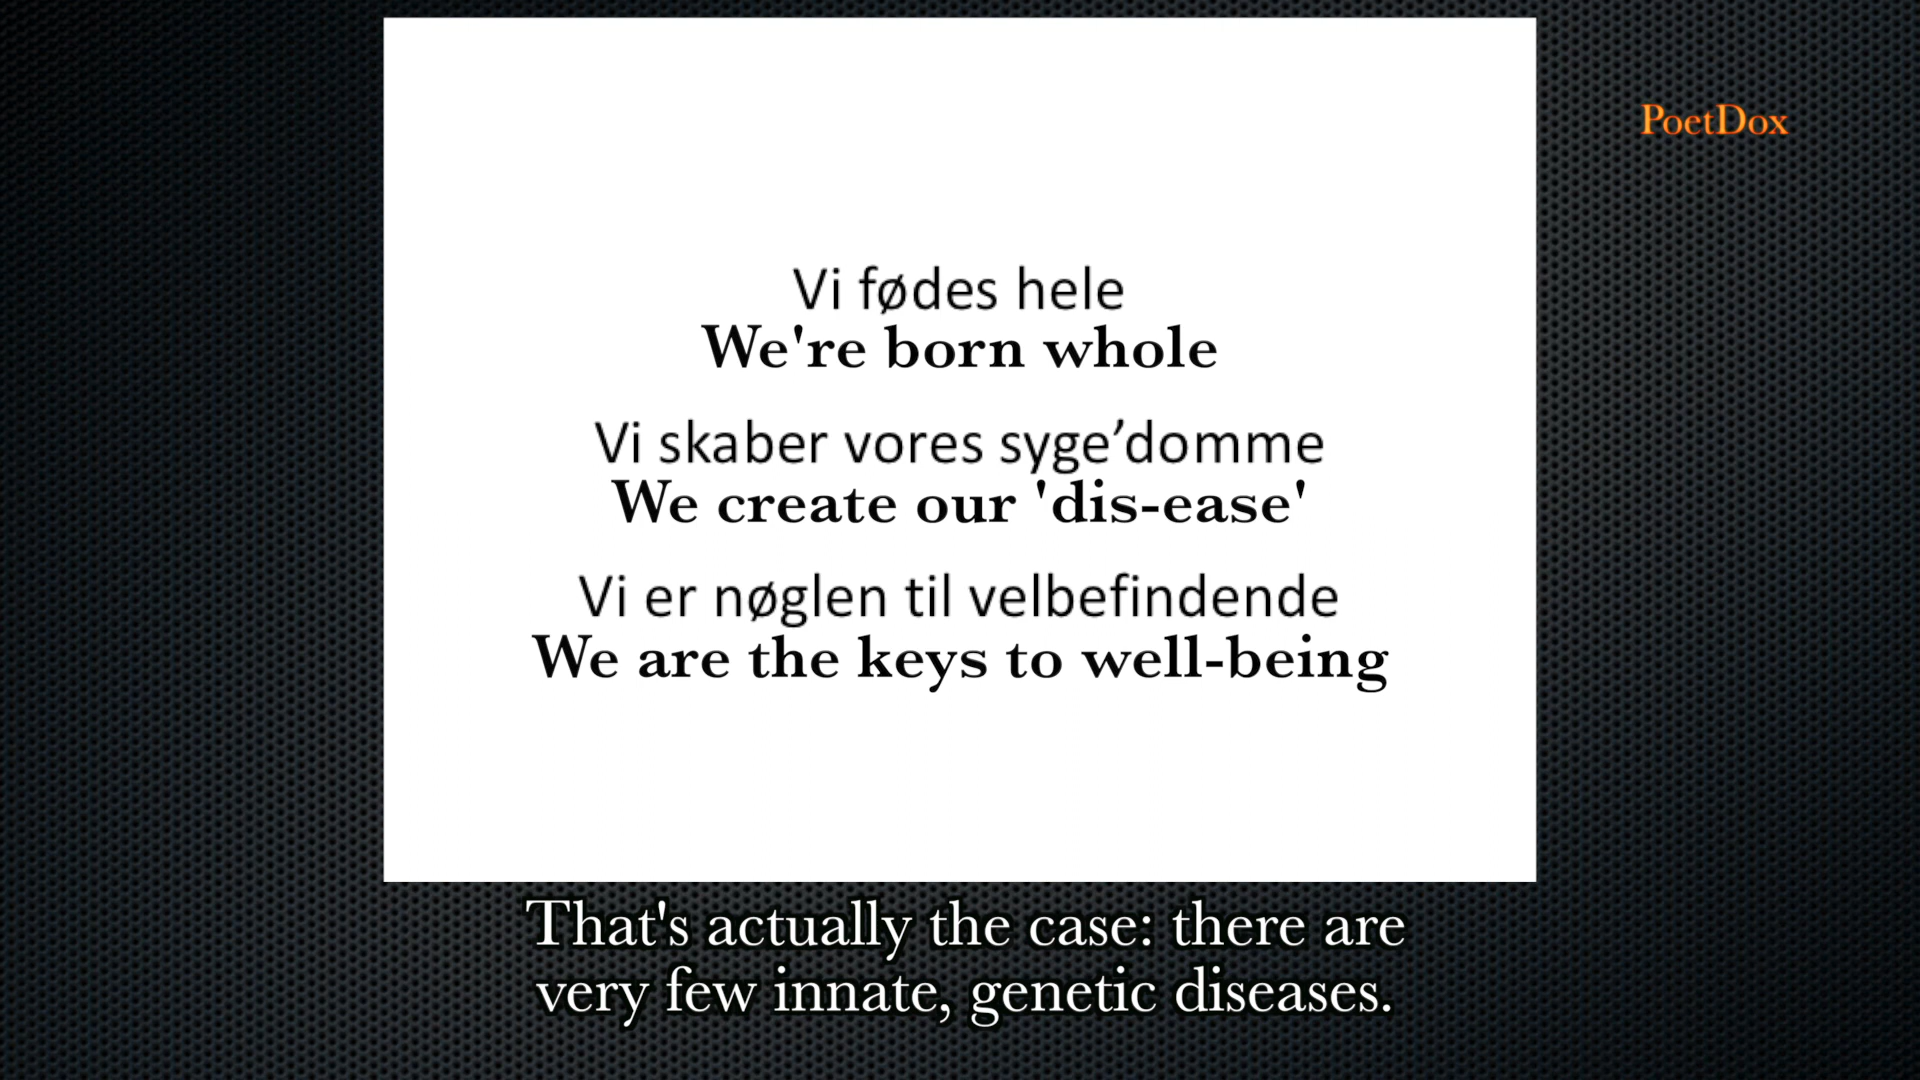 PoetDox
Vi fødes hele
We're born whole
Vi skaber vores syge’domme
We create our 'dis-ease'
Vi er nøglen til velbefindende
We are the keys to well-being
That's actually the case: there are
very few innate, genetic diseases.